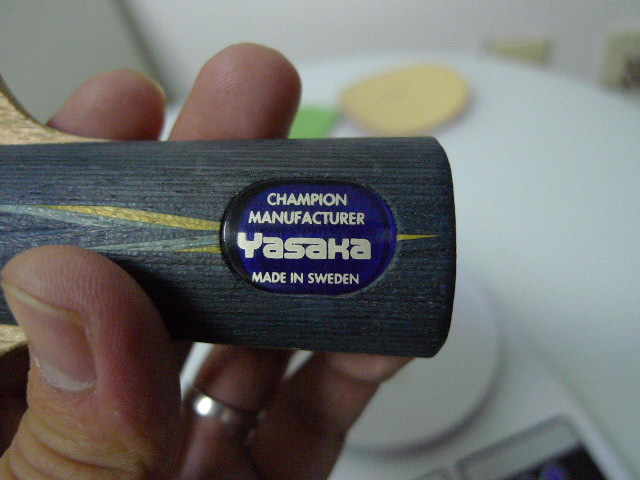 CHAMPION
MANUFACTURER
Yasaka
MADE IN SWEDEN